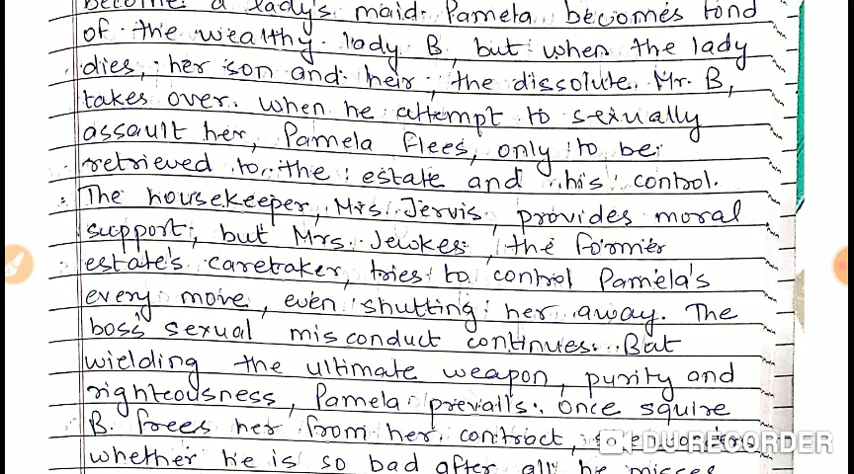 become a lady's maid. Pamela becomes fond
of the wealthy lady B, but when the lady
dies, her son and heir, the dissolute Mr. B,
takes over. when he attempt to sexually
assault her, Pamela flees, only to be
retrieved to the estate and his control.
The housekeeper, Mrs Jervis, provides moral
support, but Mrs. Jewkes, the former
estate's caretaker, tries to control Pamela's
every move, even shutting her away. The
boss' sexual misconduct continues. But
wielding the ultimate weapon, purity and
righteousness, Pamela prevails. Once squire
B. frees her from her contract, she
DU RECORDER
whether he is so bad after all he misses